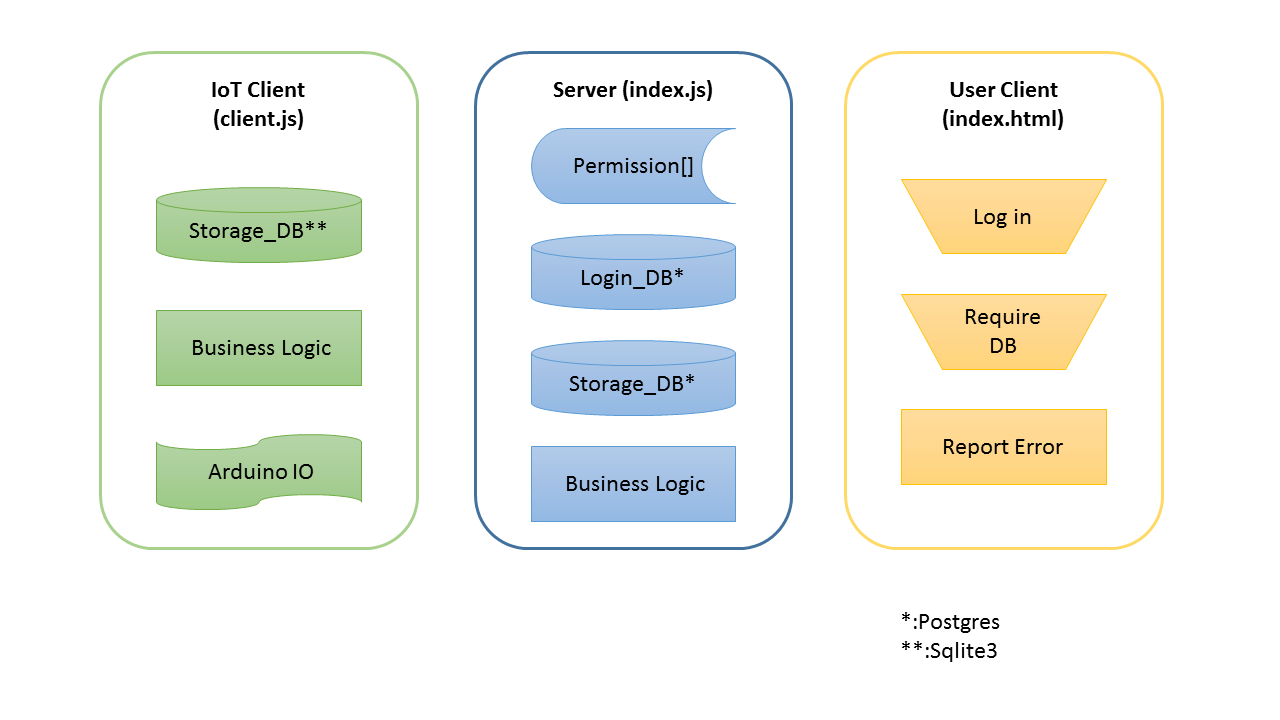 IoT Client
(client.js)
Storage_DB**
Business Logic
Arduino IO
Server (index.js)
Permission[]
Login_DB*
Storage_DB*
Business Logic
User Client
(index.html)
Log in
Require
DB
Report Error
*:Postgres
**:Sqlite3